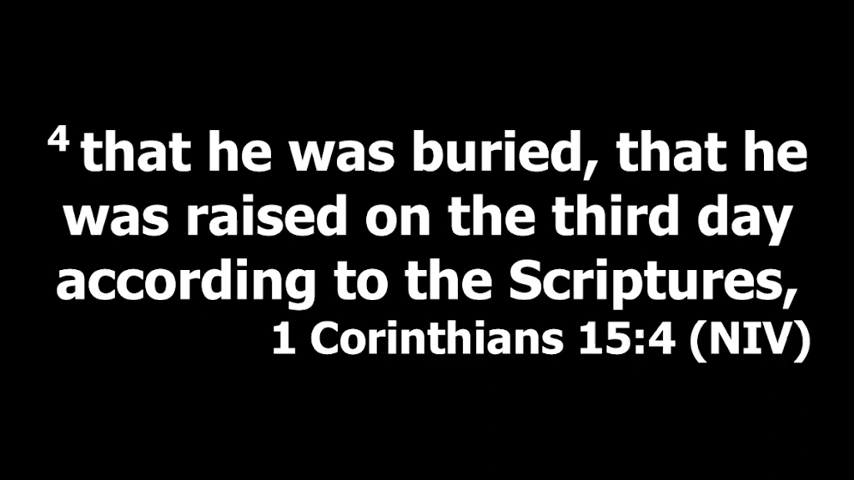 4 that he was buried, that he
was raised on the third day
according to the Scriptures,
1 Corinthians 15:4 (NIV)